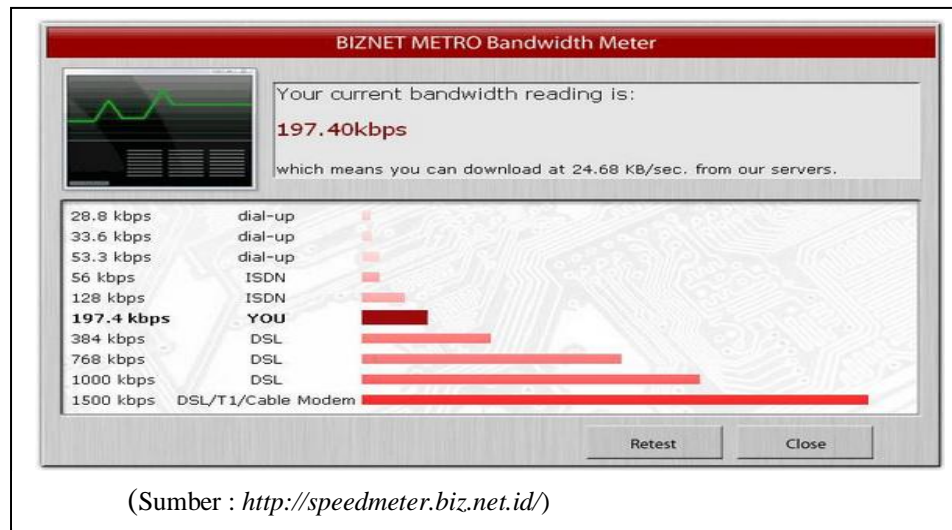 BIZNET METRO Bandwidth Meter
Your current bandwidth reading is:
197.40kbps
which means you can download at 24.68 KB/sec. from our servers.
28.8 kbps dial-up
33.6 kbps dial-up
53.3 kbps dial-up
56 kbps ISDN
128 kbps ISDN
197.4 kbps YOU
384 kbps DSL
768 kbps DSL
1000 kbps DSL
1500 kbps DSL/T1/Cable Modem
Retest Close
(Sumber : http://speedmeter.biz.net.id/)